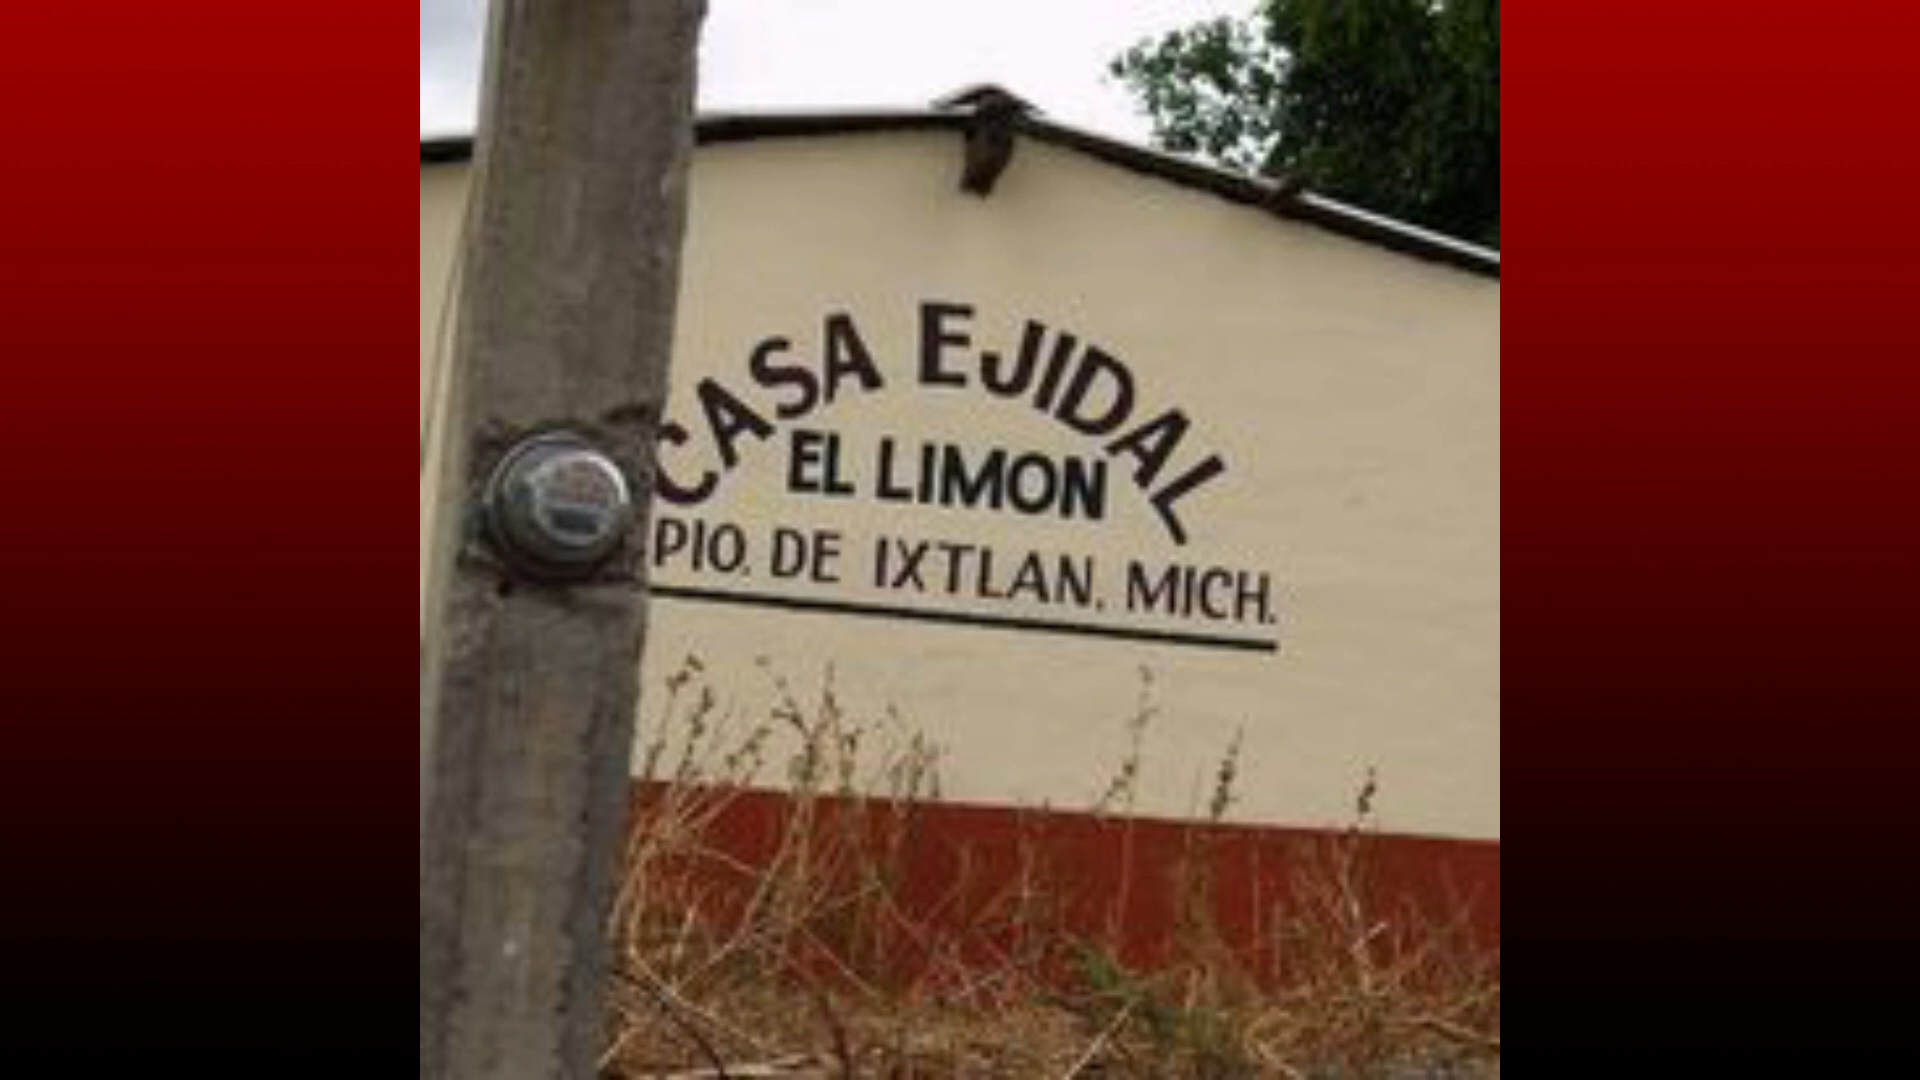 CASA EJIDAL
EL LIMON
PIO. DE IXTLAN. MICH.